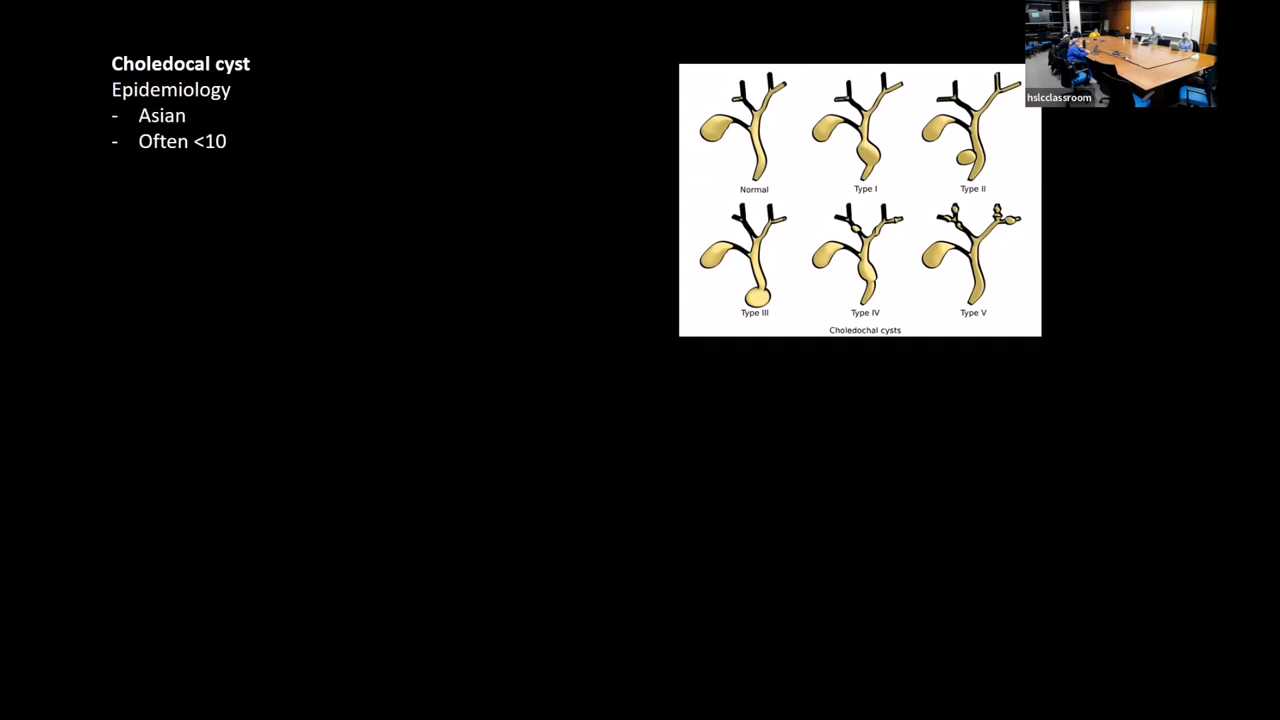 Choledocal cyst
Epidemiology
- Asian
- Often <10
hslcclassroom
Normal
Type I
Type II
Type III
Type IV
Type V
Choledochal cysts